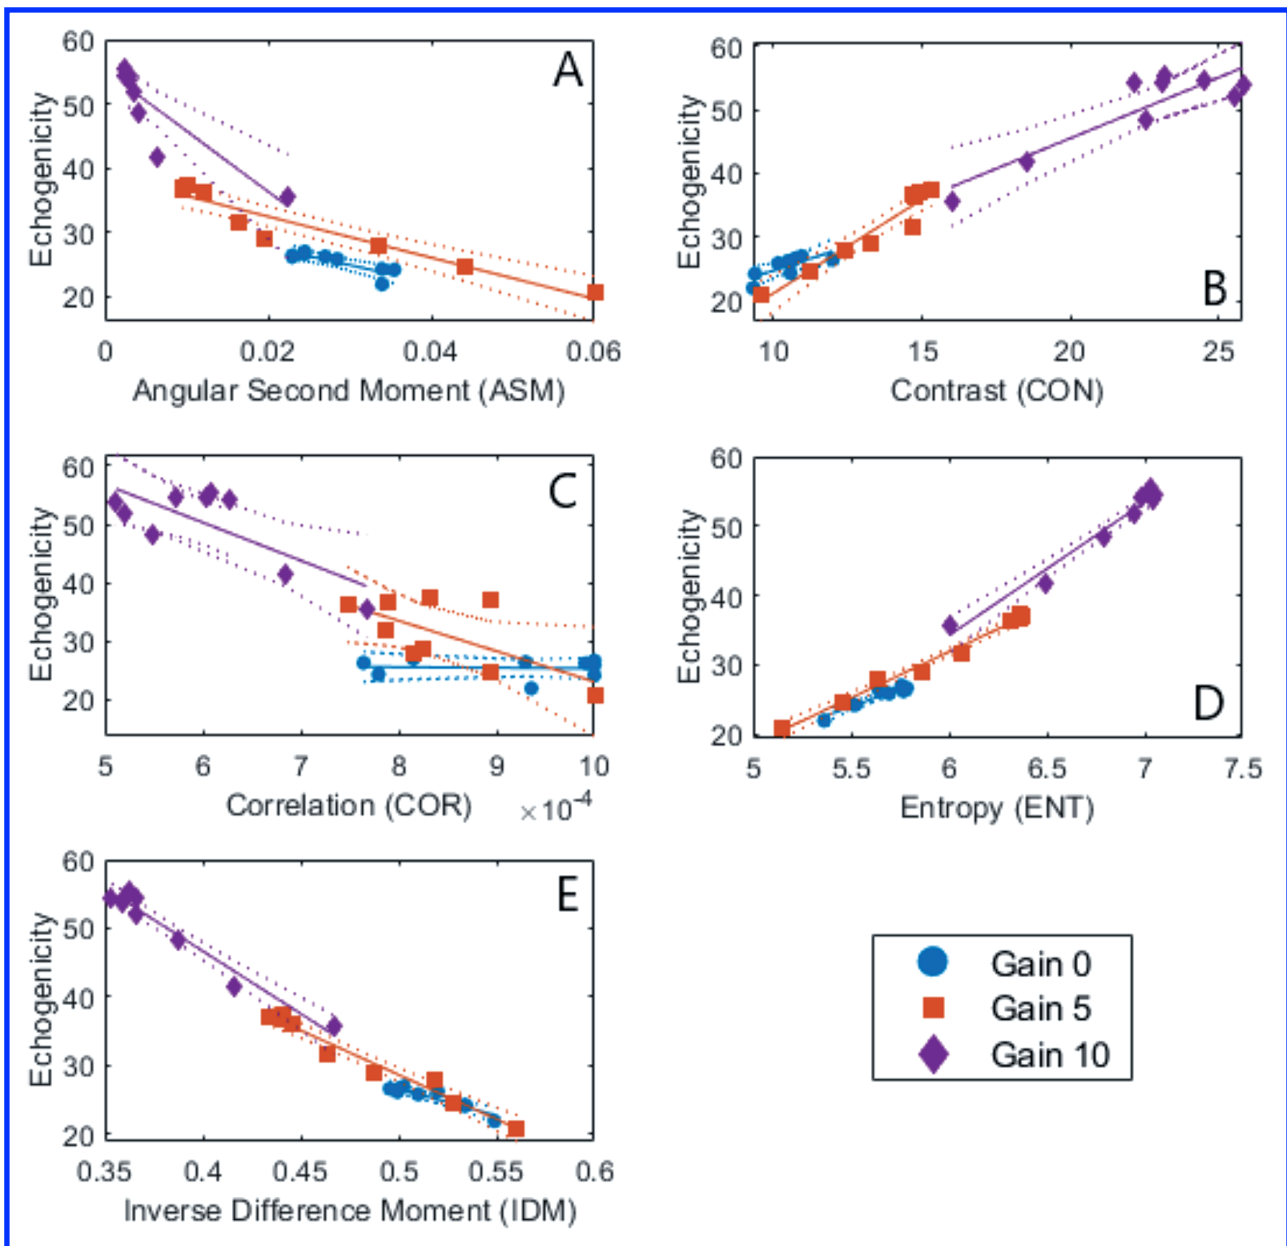 A
60
50
40
30
20
Echogenicity
0 0.02 0.04 0.06
Angular Second Moment (ASM)
B
60
50
40
30
20
Echogenicity
10 15 20 25
Contrast (CON)
C
60
50
40
30
20
Echogenicity
5 6 7 8 9 10
Correlation (COR) ×10⁻⁴
D
60
50
40
30
20
Echogenicity
5 5.5 6 6.5 7 7.5
Entropy (ENT)
E
60
50
40
30
20
Echogenicity
0.35 0.4 0.45 0.5 0.55 0.6
Inverse Difference Moment (IDM)
Gain 0
Gain 5
Gain 10